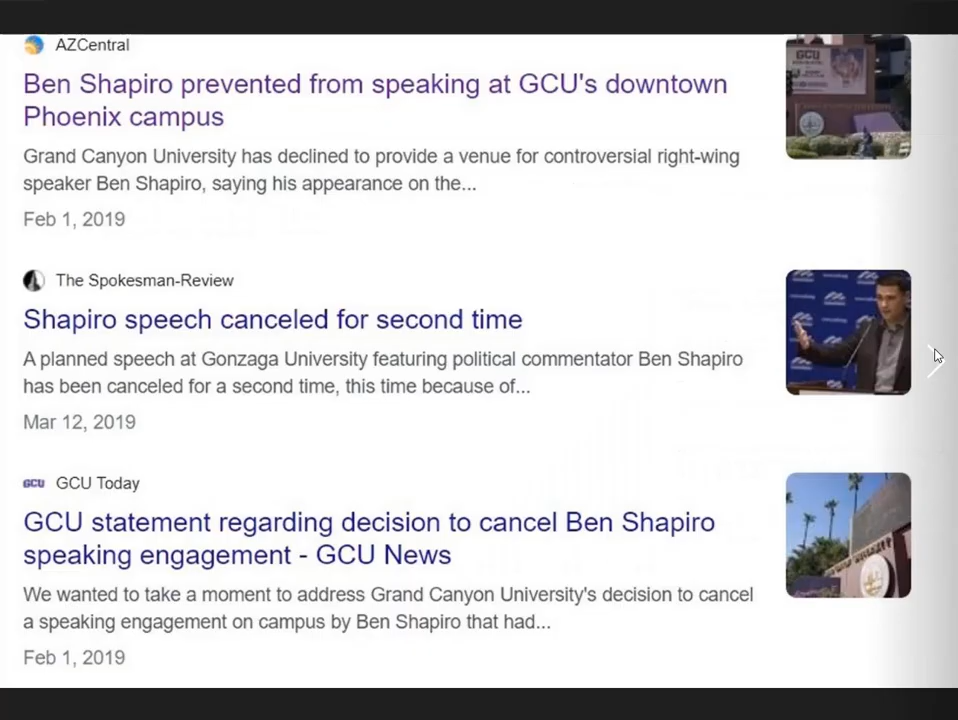 AZCentral
Ben Shapiro prevented from speaking at GCU's downtown
Phoenix campus
Grand Canyon University has declined to provide a venue for controversial right-wing
speaker Ben Shapiro, saying his appearance on the...
Feb 1, 2019
GCU
The Spokesman-Review
Shapiro speech canceled for second time
A planned speech at Gonzaga University featuring political commentator Ben Shapiro
has been canceled for a second time, this time because of...
Mar 12, 2019
GCU GCU Today
GCU statement regarding decision to cancel Ben Shapiro
speaking engagement - GCU News
We wanted to take a moment to address Grand Canyon University's decision to cancel
a speaking engagement on campus by Ben Shapiro that had...
Feb 1, 2019